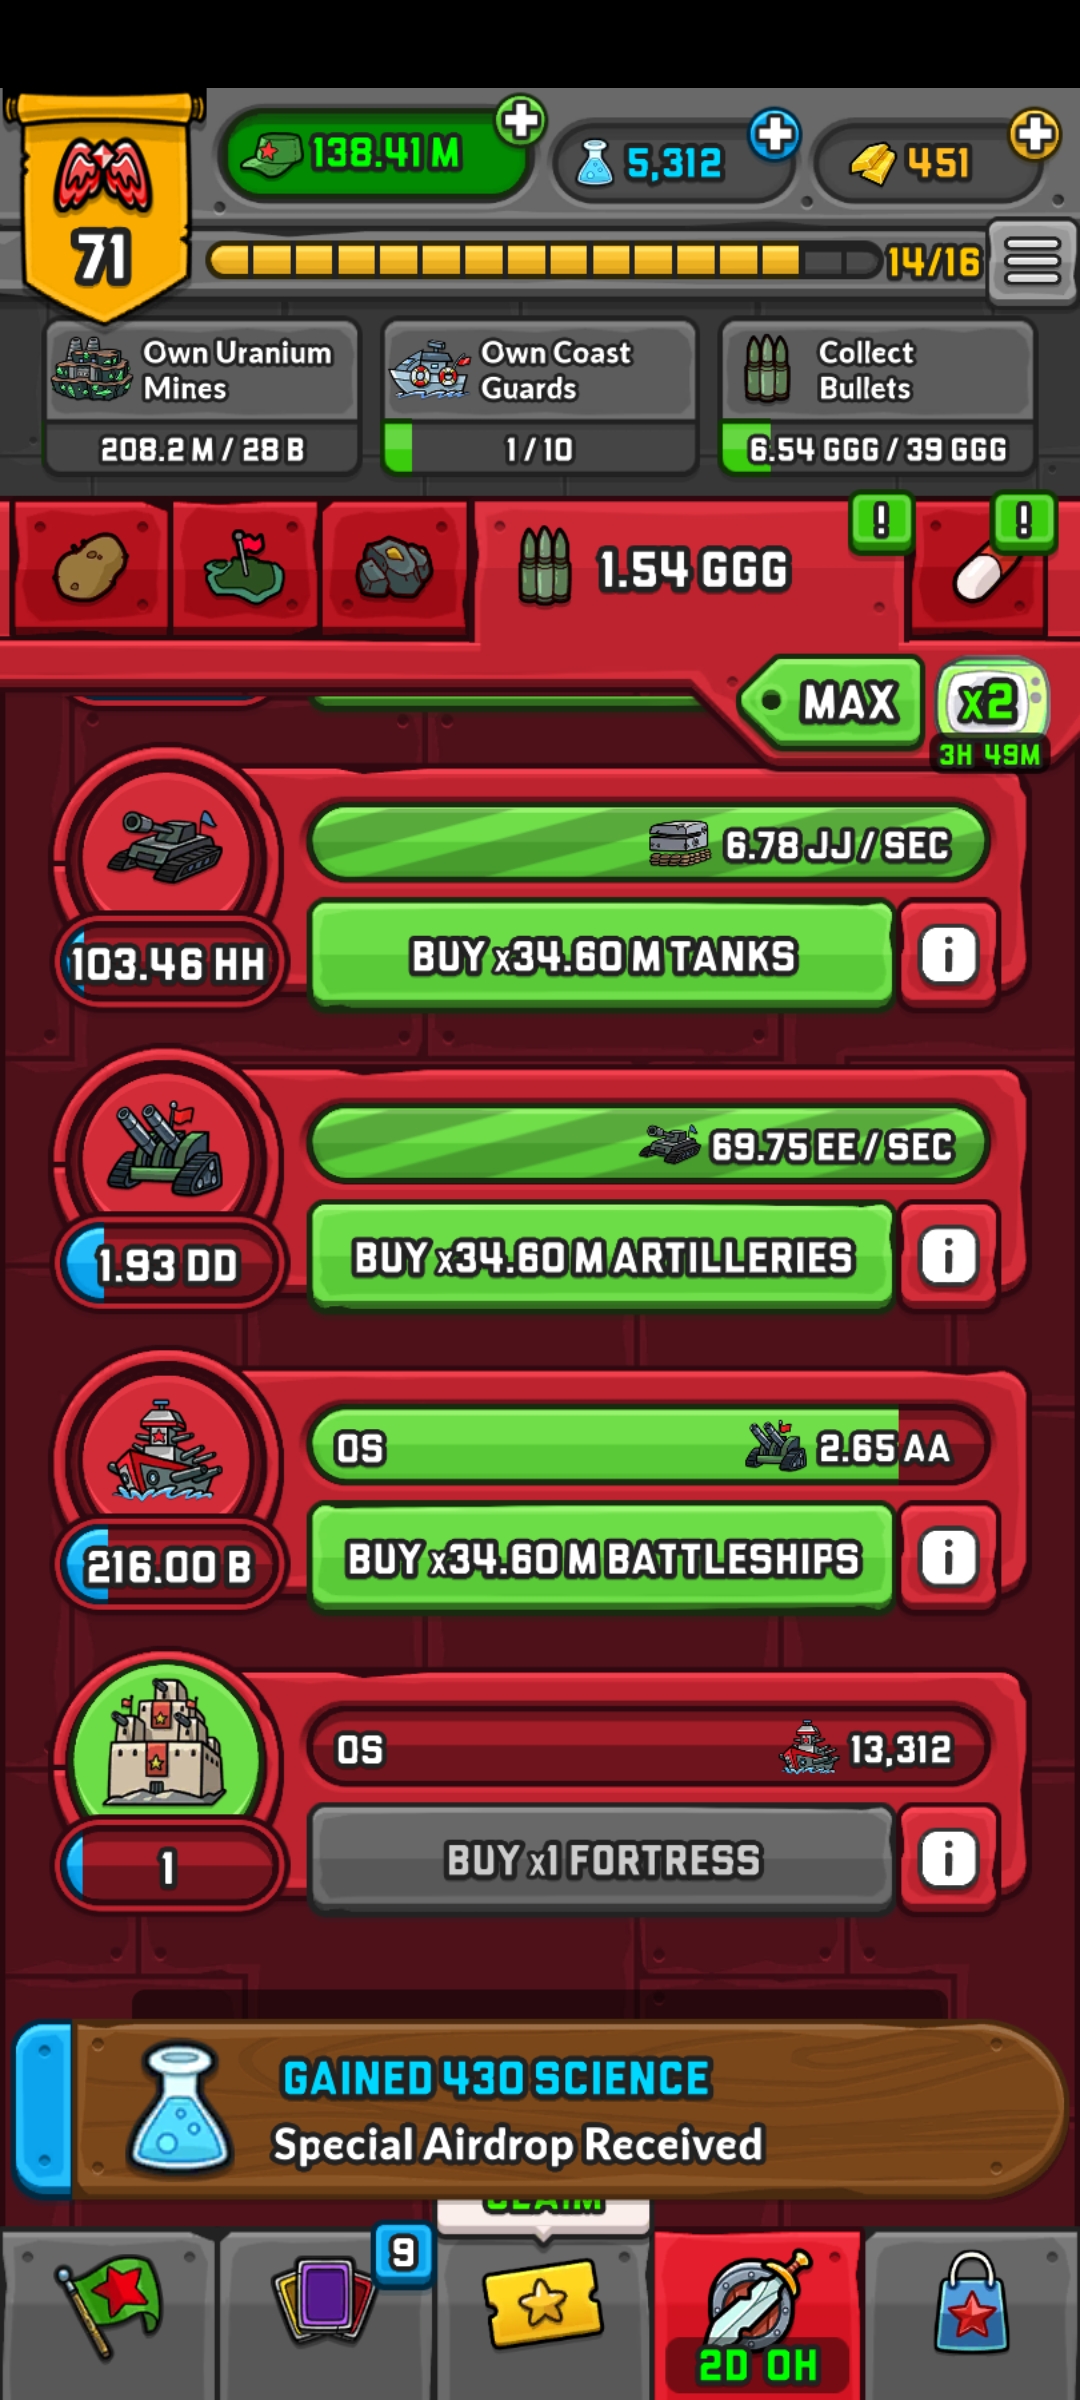 71
138.41 M
5,312
451
14/16
Own Uranium
Mines
208.2 M / 28 B
Own Coast
Guards
1 / 10
Collect
Bullets
6.54 GGG / 39 GGG
1.54 GGG
!
!
MAX
x2
3H 49M
6.78 JJ / SEC
103.46 HH
BUY x34.60 M TANKS
i
69.75 EE / SEC
1.93 DD
BUY x34.60 M ARTILLERIES
i
0S
2.65 AA
216.00 B
BUY x34.60 M BATTLESHIPS
i
0S
13,312
1
BUY x1 FORTRESS
i
GAINED 430 SCIENCE
Special Airdrop Received
CLAIM
9
2D 0H